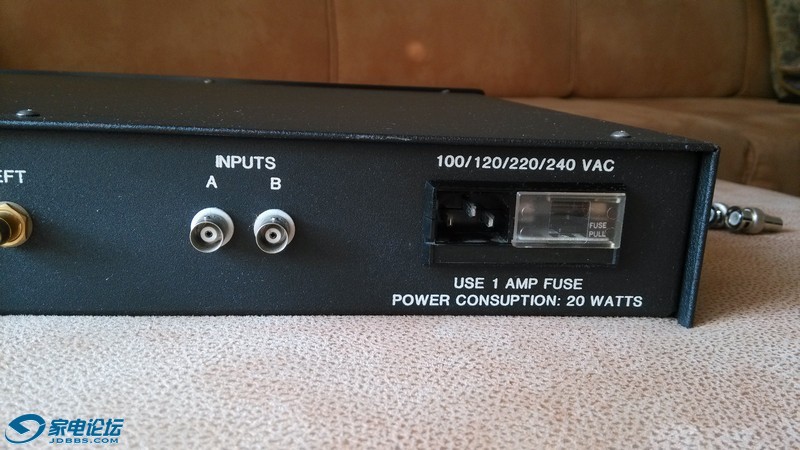 EFT
INPUTS
A B
100/120/220/240 VAC
FUSE
PULL
USE 1 AMP FUSE
POWER CONSUPTION: 20 WATTS
家电论坛
JDBBS.COM